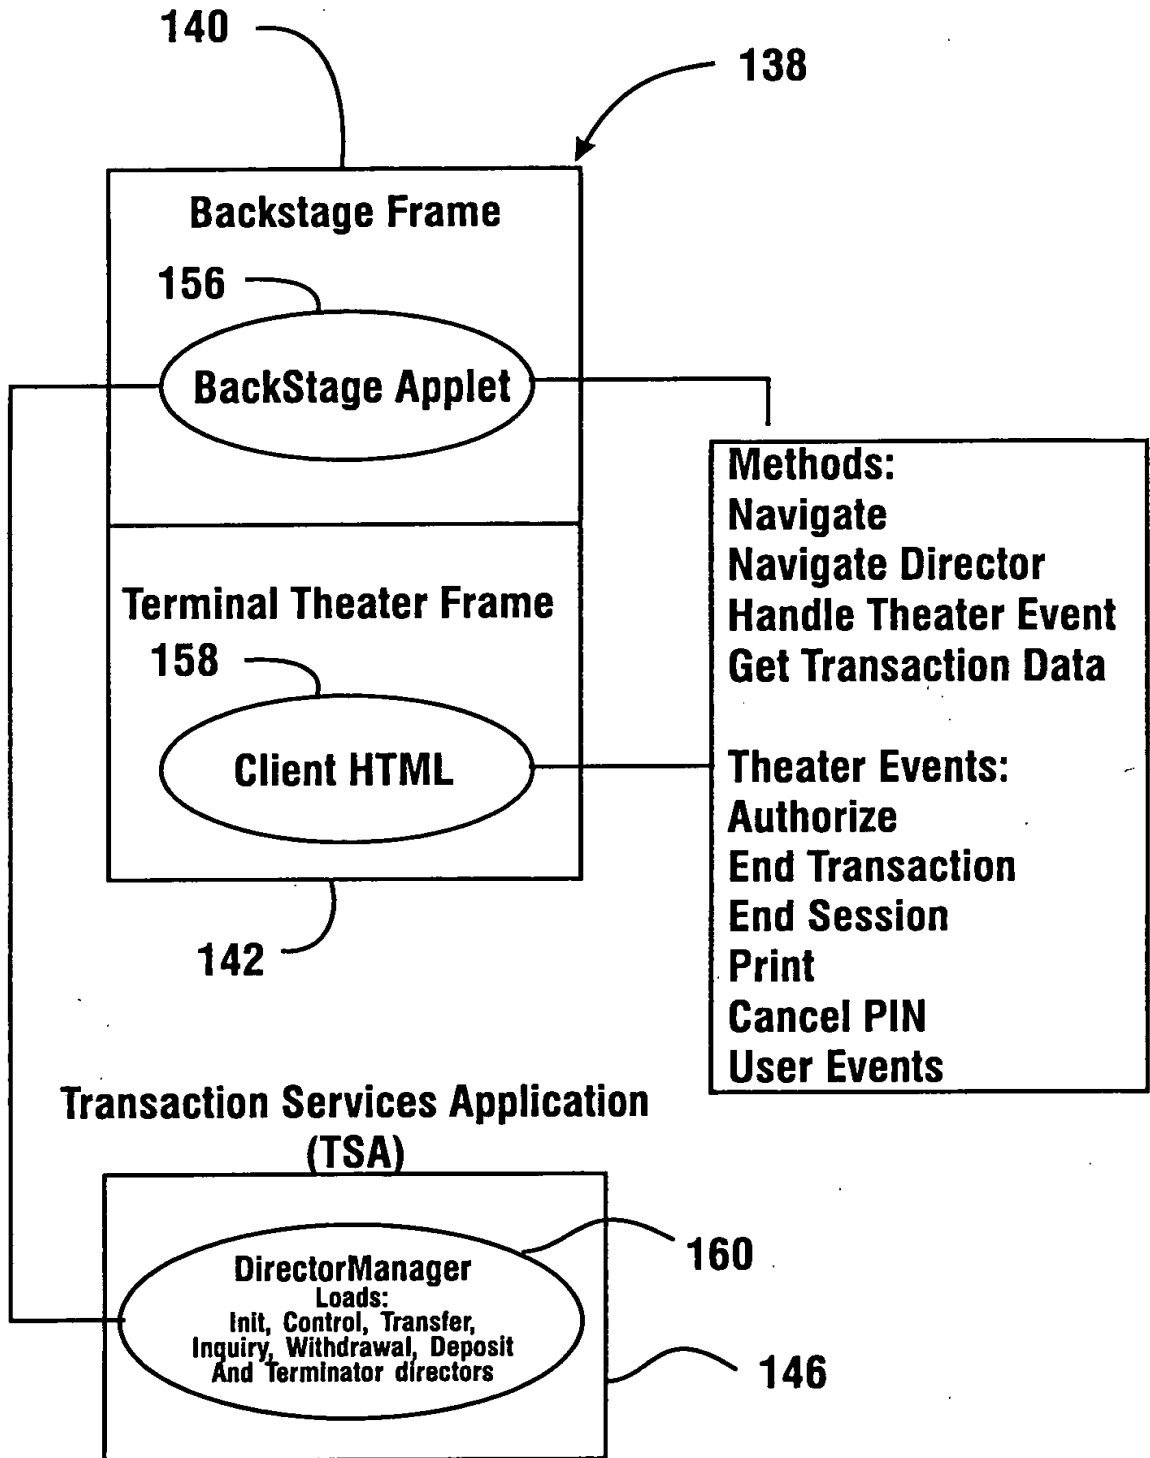 140
138
Backstage Frame
156
BackStage Applet
Methods:
Navigate
Navigate Director
Handle Theater Event
Get Transaction Data
Theater Events:
Authorize
End Transaction
End Session
Print
Cancel PIN
User Events
Terminal Theater Frame
158
Client HTML
142
Transaction Services Application
(TSA)
DirectorManager
Loads:
Init, Control, Transfer,
Inquiry, Withdrawal, Deposit
And Terminator directors
160
146